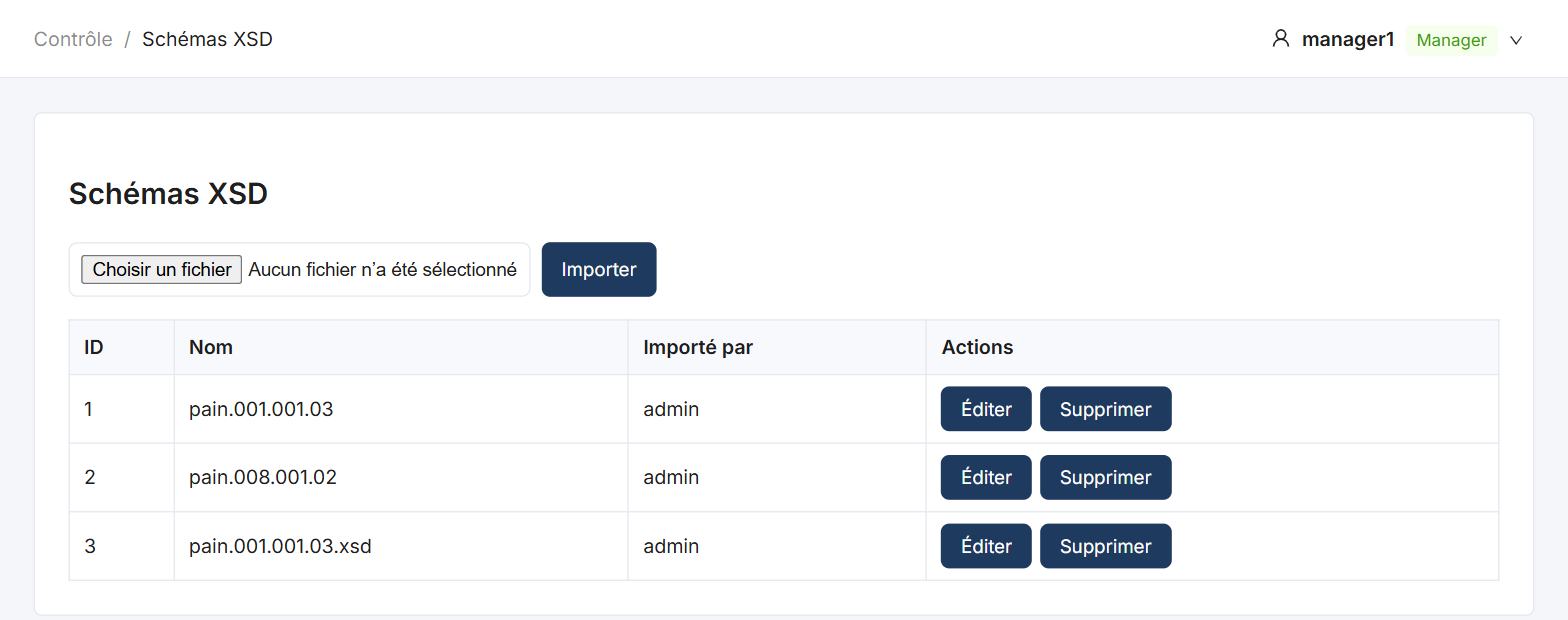 Contrôle / Schémas XSD manager1 Manager
Schémas XSD
Choisir un fichier Aucun fichier n’a été sélectionné Importer
ID Nom Importé par Actions
1 pain.001.001.03 admin Éditer Supprimer
2 pain.008.001.02 admin Éditer Supprimer
3 pain.001.001.03.xsd admin Éditer Supprimer